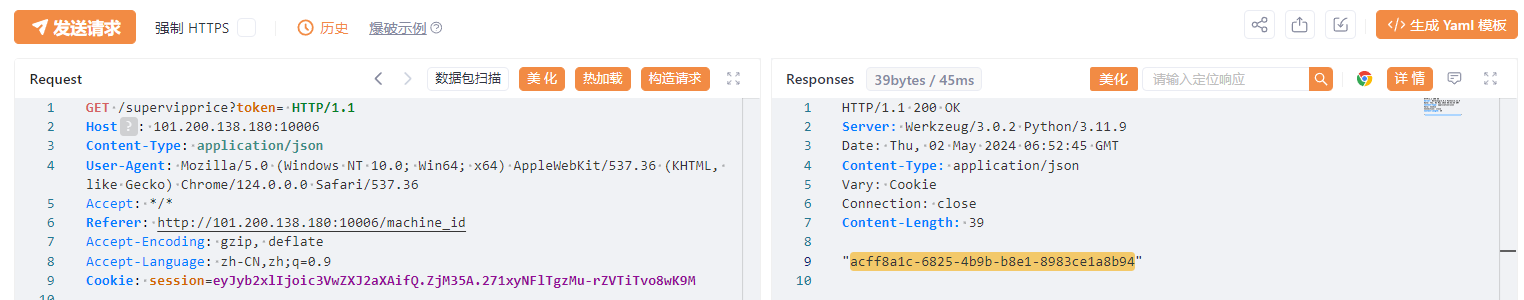 发送请求 强制 HTTPS 历史 爆破示例 生成 Yaml 模板
Request 数据包扫描 美化 热加载 构造请求
1 GET /supervipprice?token= HTTP/1.1
2 Host ? : 101.200.138.180:10006
3 Content-Type: application/json
4 User-Agent: Mozilla/5.0 (Windows NT 10.0; Win64; x64) AppleWebKit/537.36 (KHTML,
like Gecko) Chrome/124.0.0.0 Safari/537.36
5 Accept: */*
6 Referer: http://101.200.138.180:10006/machine_id
7 Accept-Encoding: gzip, deflate
8 Accept-Language: zh-CN,zh;q=0.9
9 Cookie: session=eyJyb2xlIjoic3VwZXJ2aXAifQ.ZjM35A.271xyNFlTgzMu-rZVTiTvo8wK9M
10
Responses 39bytes / 45ms 美化 请输入定位响应 详情
1 HTTP/1.1 200 OK
2 Server: Werkzeug/3.0.2 Python/3.11.9
3 Date: Thu, 02 May 2024 06:52:45 GMT
4 Content-Type: application/json
5 Vary: Cookie
6 Connection: close
7 Content-Length: 39
8
9 "acff8a1c-6825-4b9b-b8e1-8983ce1a8b94"
10